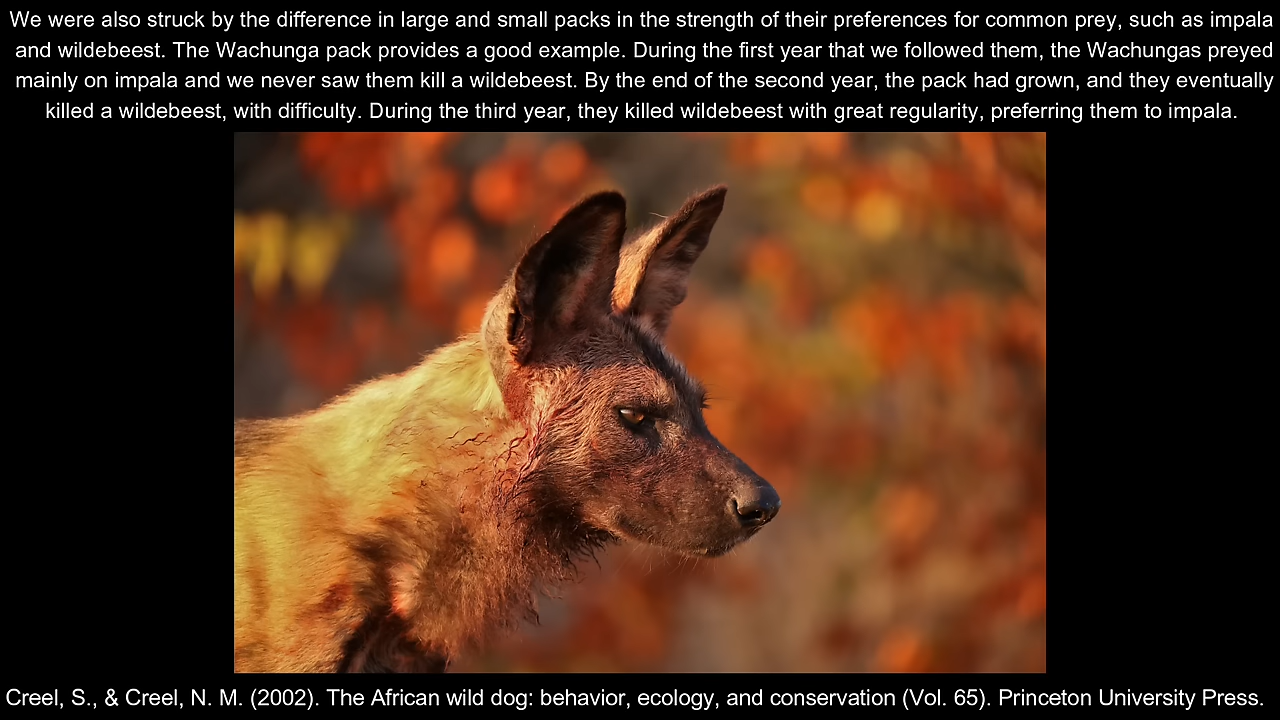 We were also struck by the difference in large and small packs in the strength of their preferences for common prey, such as impala
and wildebeest. The Wachunga pack provides a good example. During the first year that we followed them, the Wachungas preyed
mainly on impala and we never saw them kill a wildebeest. By the end of the second year, the pack had grown, and they eventually
killed a wildebeest, with difficulty. During the third year, they killed wildebeest with great regularity, preferring them to impala.
Creel, S., & Creel, N. M. (2002). The African wild dog: behavior, ecology, and conservation (Vol. 65). Princeton University Press.